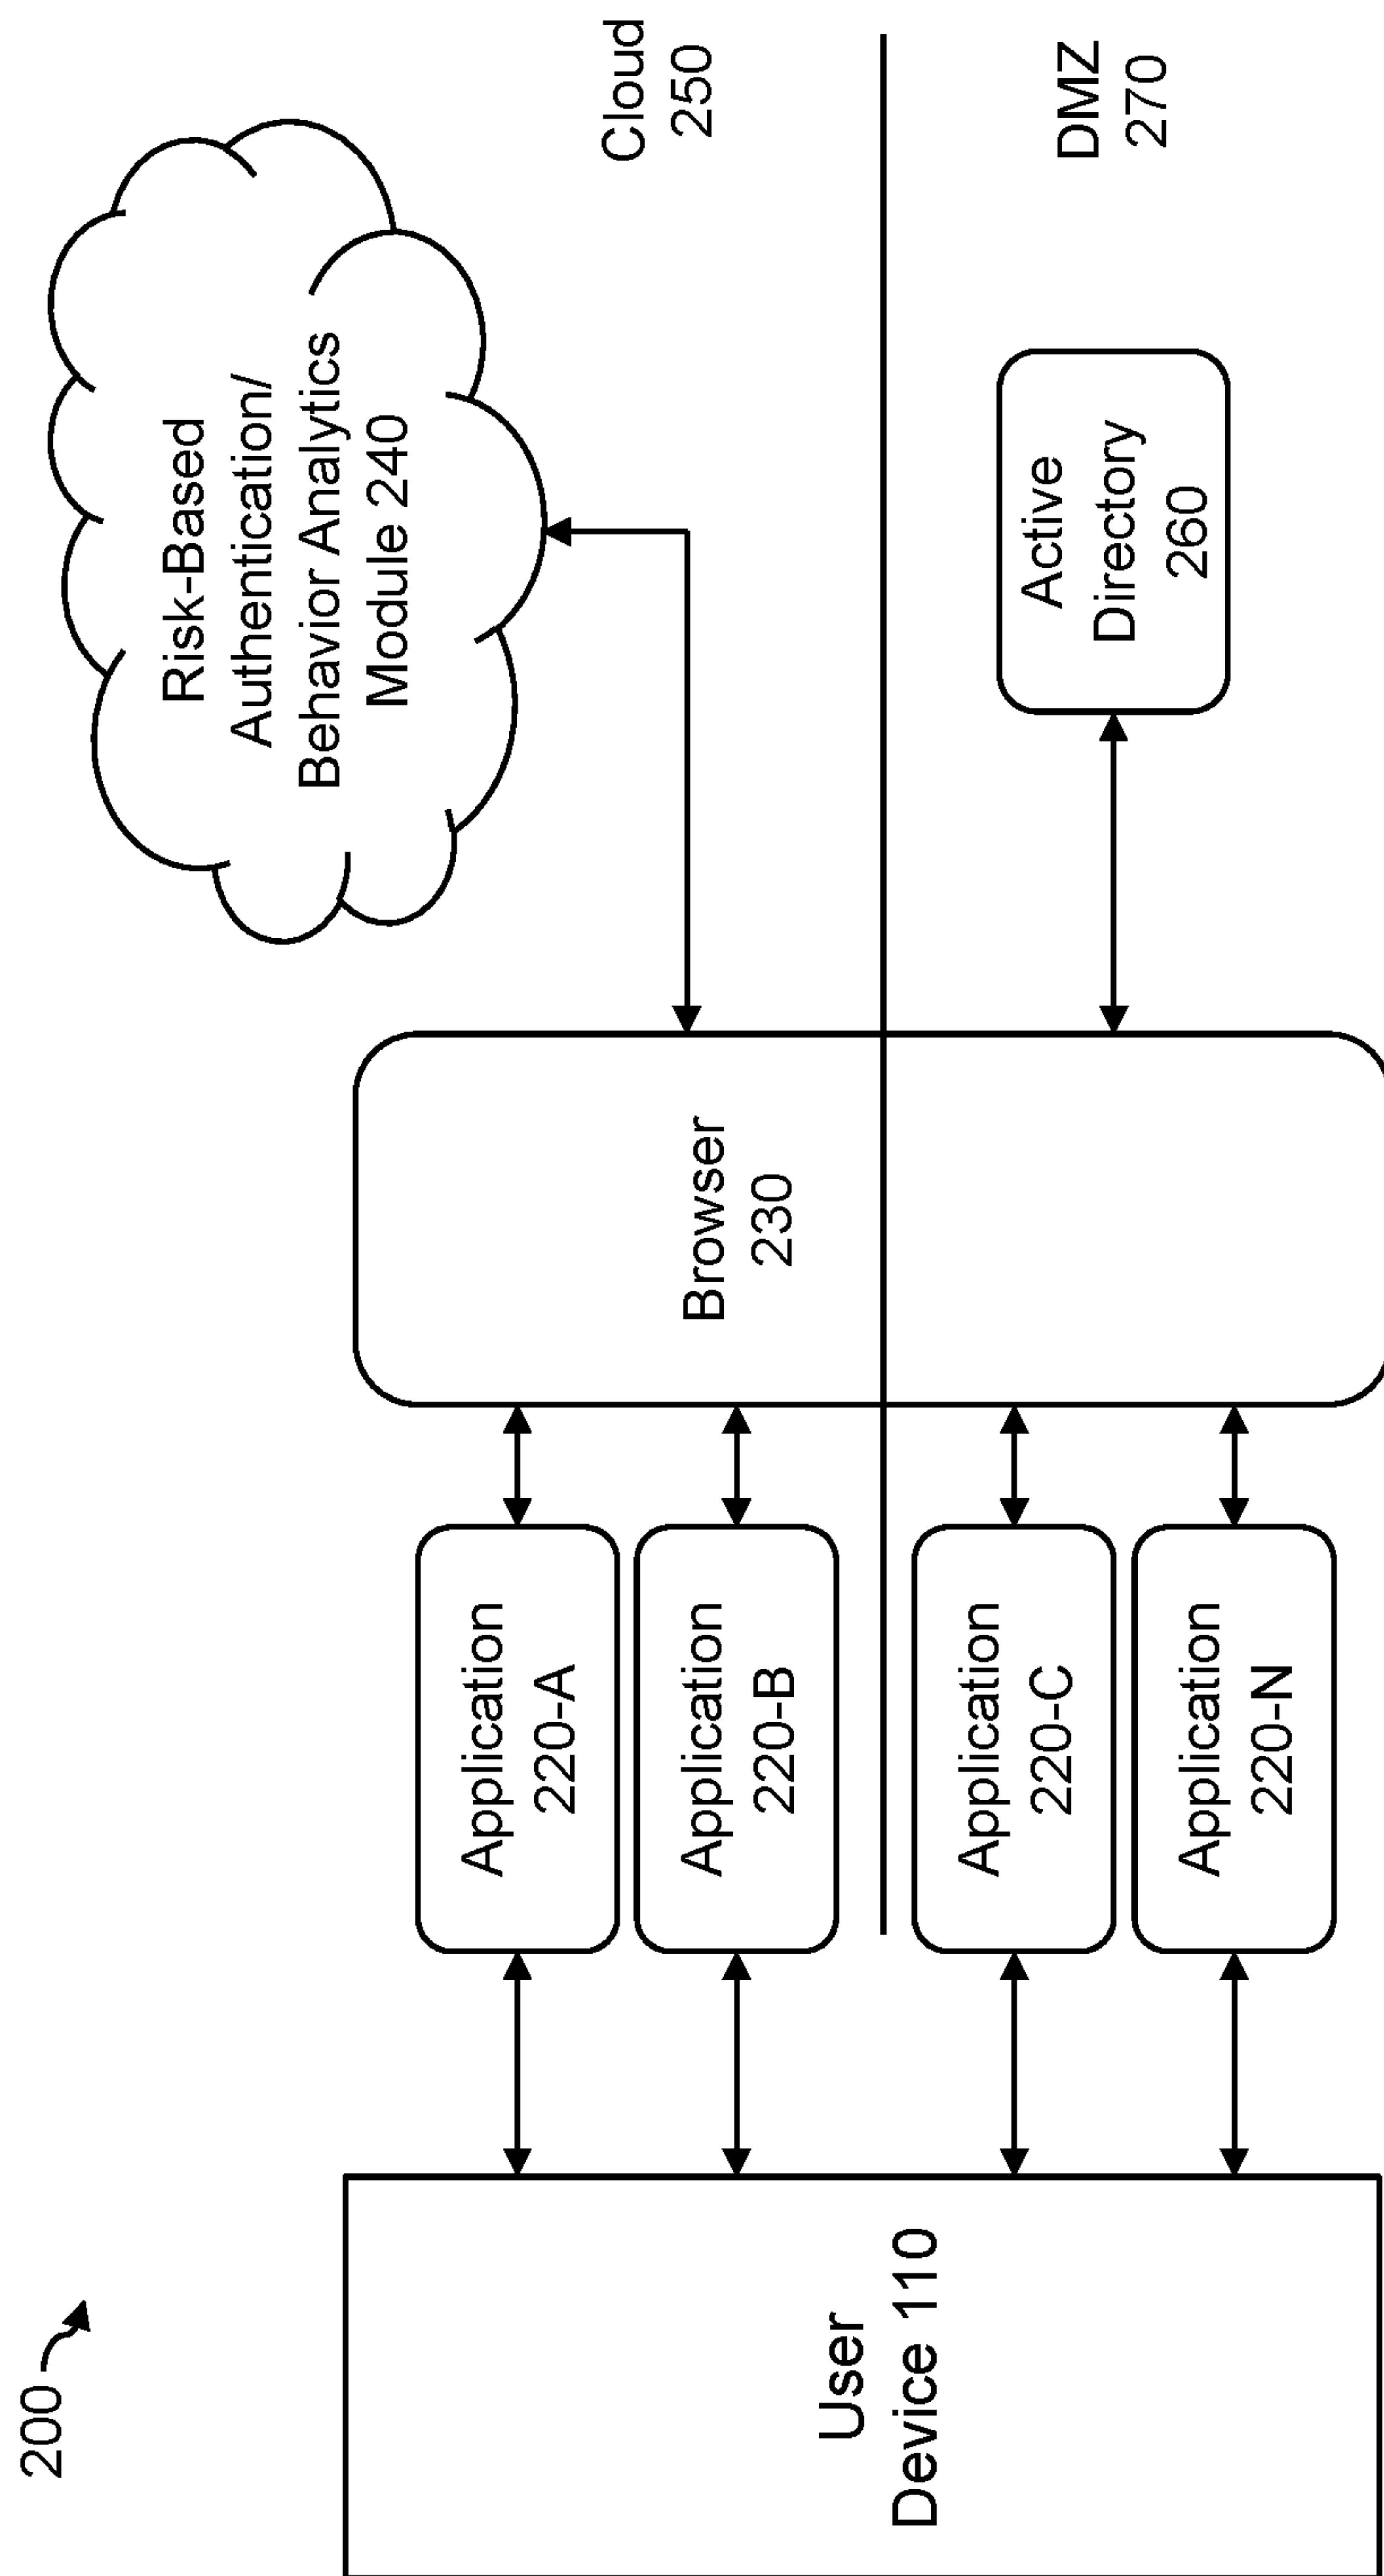 200
User
Device 110
Application
220-A
Application
220-B
Application
220-C
Application
220-N
Browser
230
Risk-Based
Authentication/
Behavior Analytics
Module 240
Cloud
250
Active
Directory
260
DMZ
270